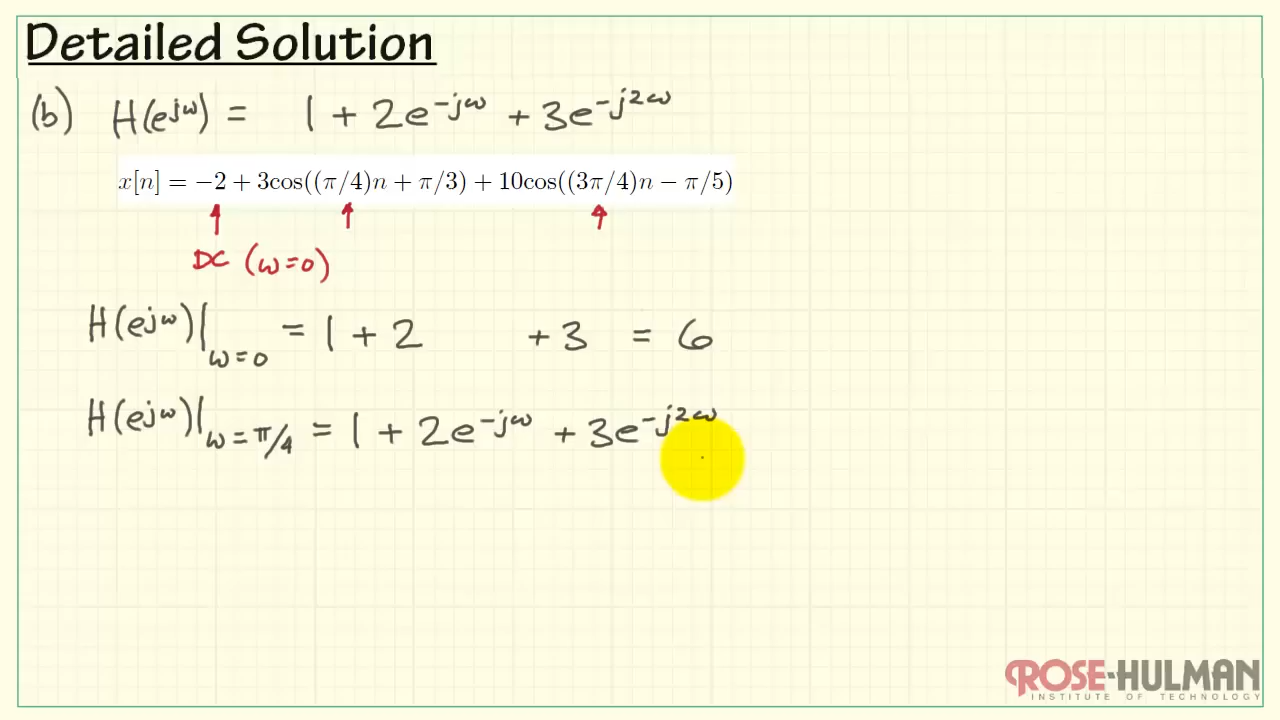 Detailed Solution
(b) H(e^jω) = 1 + 2e^-jω + 3e^-j2ω
x[n] = −2 + 3cos((π/4)n + π/3) + 10cos((3π/4)n − π/5)
DC (ω=0)
H(e^jω)|ω=0 = 1 + 2 + 3 = 6
H(e^jω)|ω=π/4 = 1 + 2e^-jω + 3e^-j2ω
ROSE-HULMAN
INSTITUTE OF TECHNOLOGY